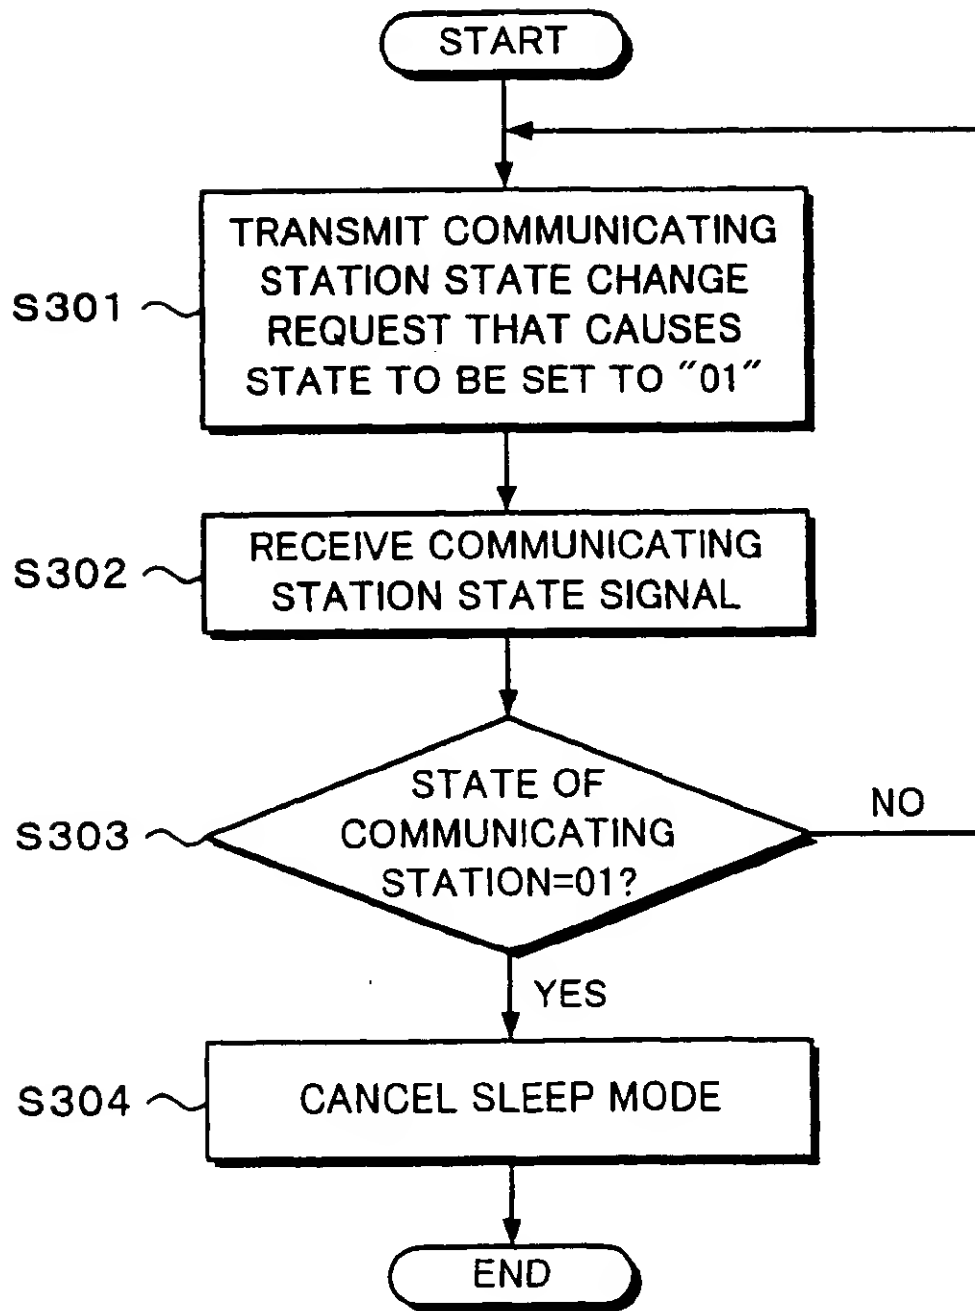 START
S301
TRANSMIT COMMUNICATING
STATION STATE CHANGE
REQUEST THAT CAUSES
STATE TO BE SET TO "01"
S302
RECEIVE COMMUNICATING
STATION STATE SIGNAL
S303
STATE OF
COMMUNICATING
STATION=01?
NO
YES
S304
CANCEL SLEEP MODE
END